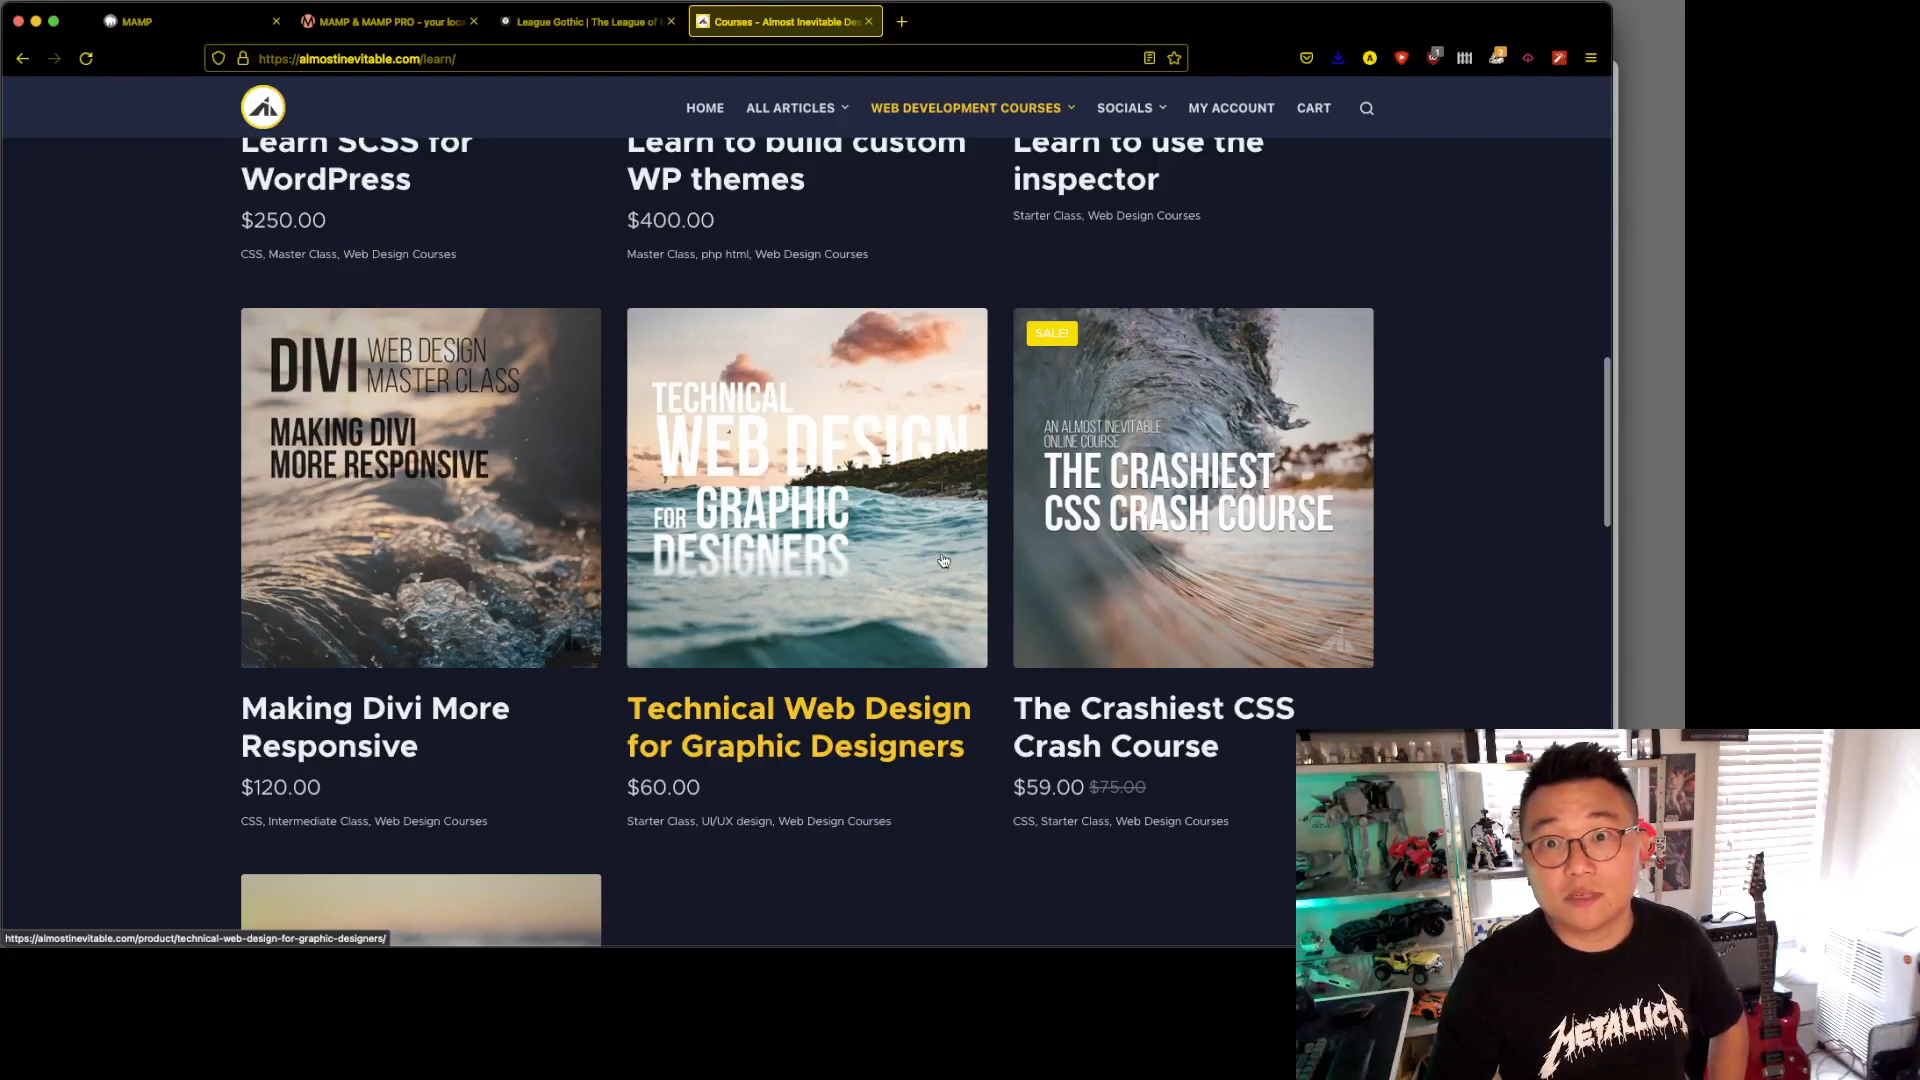 MAMP
MAMP & MAMP PRO - your loc
League Gothic | The League of
Courses - Almost Inevitable De
https://almostinevitable.com/learn/
1
3
A
HOME
ALL ARTICLES
WEB DEVELOPMENT COURSES
SOCIALS
MY ACCOUNT
CART
Learn SCSS for
WordPress
$250.00
CSS, Master Class, Web Design Courses
Learn to build custom
WP themes
$400.00
Master Class, php html, Web Design Courses
Learn to use the
inspector
Starter Class, Web Design Courses
DIVI WEB DESIGN
MASTER CLASS
MAKING DIVI
MORE RESPONSIVE
TECHNICAL
WEB DESIGN
FOR GRAPHIC
DESIGNERS
SALE!
AN ALMOST INEVITABLE
ONLINE COURSE
THE CRASHIEST
CSS CRASH COURSE
Making Divi More
Responsive
$120.00
CSS, Intermediate Class, Web Design Courses
Technical Web Design
for Graphic Designers
$60.00
Starter Class, UI/UX design, Web Design Courses
The Crashiest CSS
Crash Course
$59.00 $75.00
CSS, Starter Class, Web Design Courses
https://almostinevitable.com/product/technical-web-design-for-graphic-designers/
METALLICA